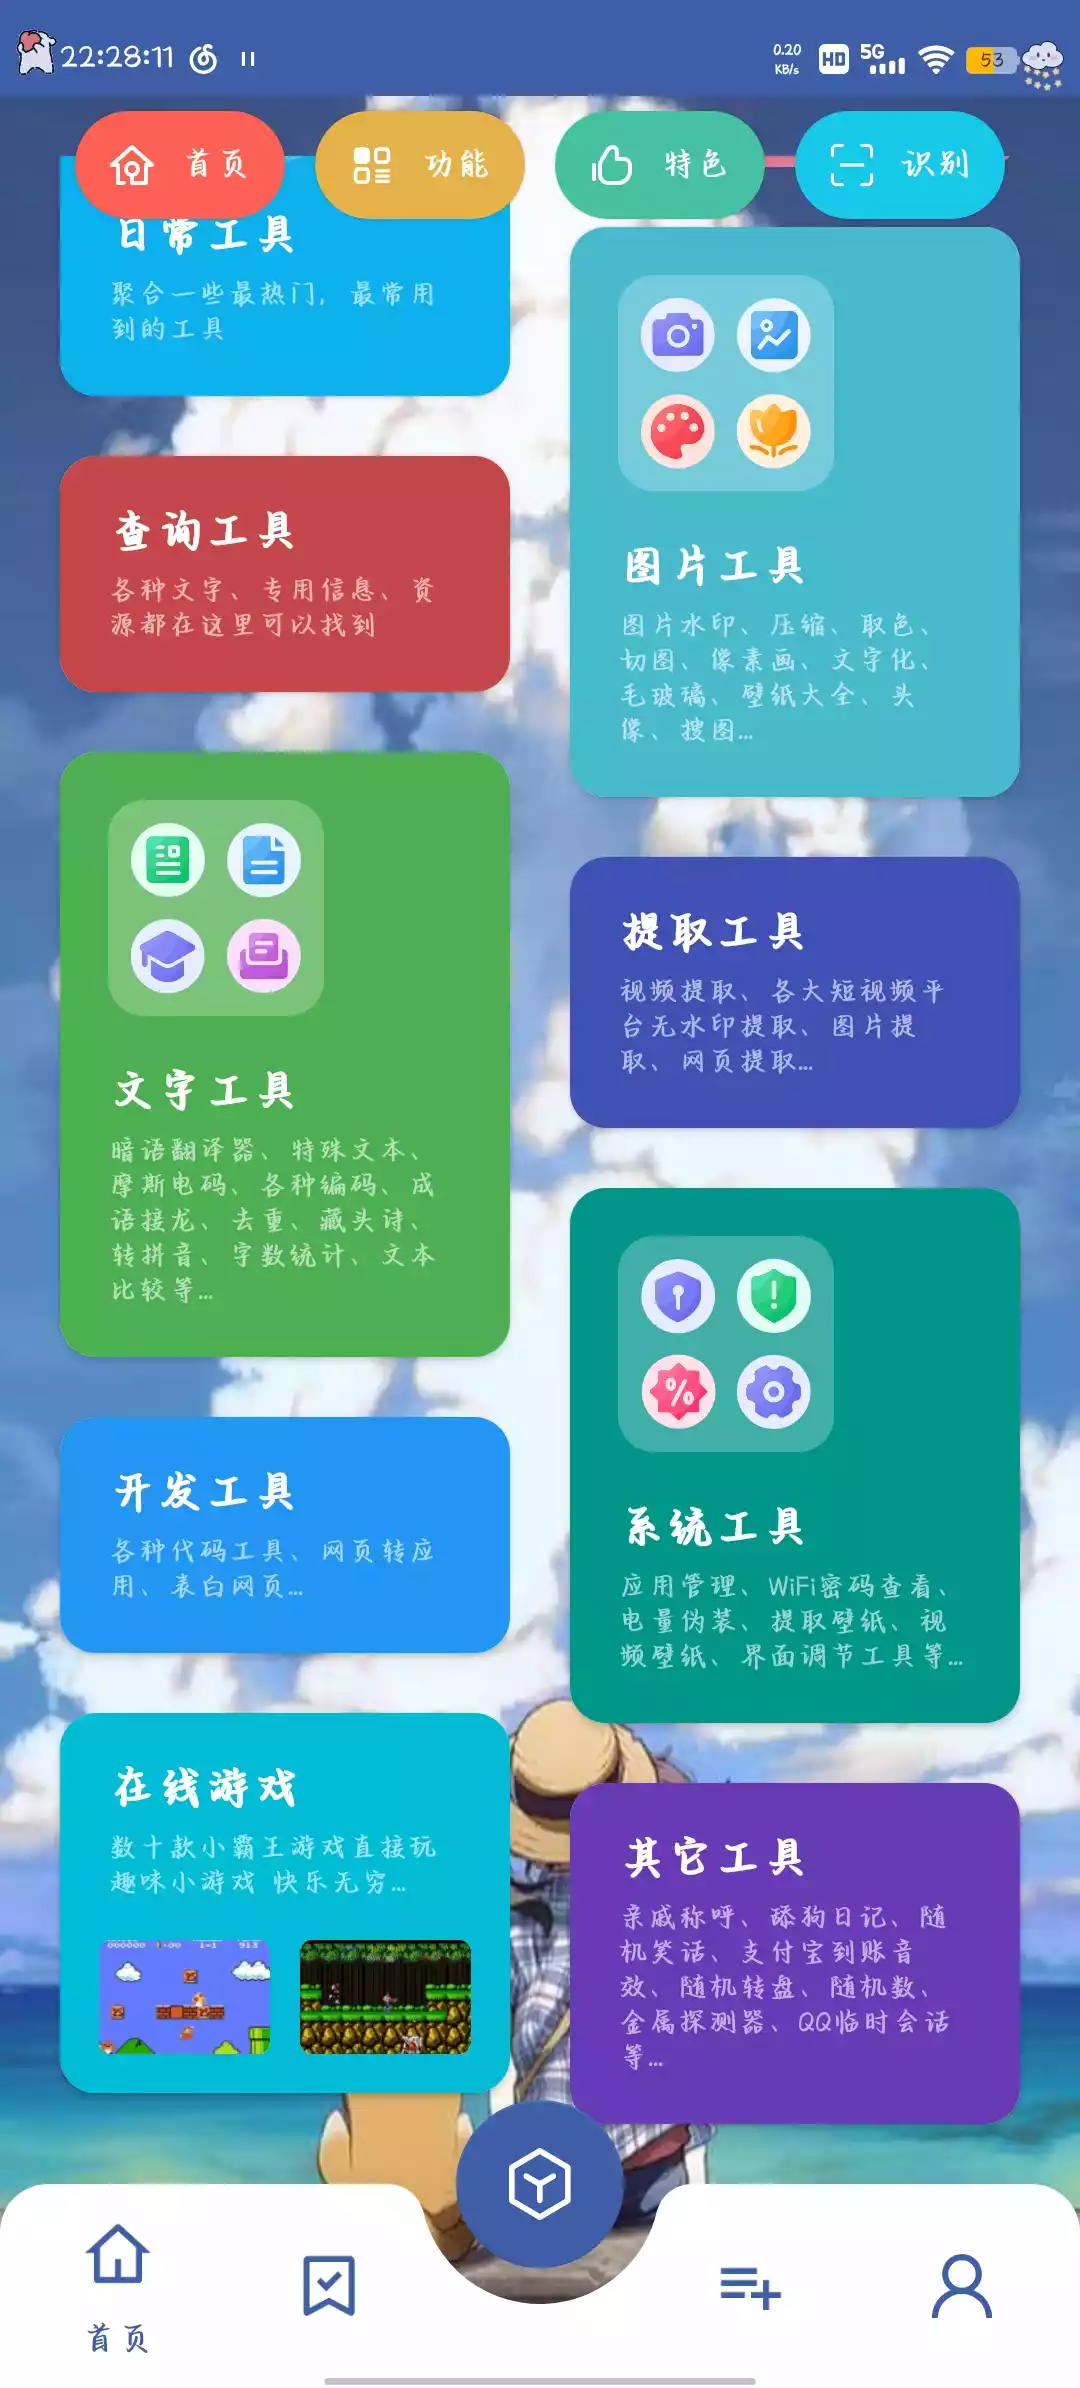 22:28:11
0.20
KB/s
HD
5G
53
首页
功能
特色
识别
日常工具
聚合一些最热门，最常用
到的工具
查询工具
各种文字、专用信息、资
源都在这里可以找到
文字工具
暗语翻译器、特殊文本、
摩斯电码、各种编码、成
语接龙、去重、藏头诗、
转拼音、字数统计、文本
比较等...
开发工具
各种代码工具、网页转应
用、表白网页...
在线游戏
数十款小霸王游戏直接玩
趣味小游戏 快乐无穷...
图片工具
图片水印、压缩、取色、
切图、像素画、文字化、
毛玻璃、壁纸大全、头
像、搜图...
提取工具
视频提取、各大短视频平
台无水印提取、图片提
取、网页提取...
系统工具
应用管理、WiFi密码查看、
电量伪装、提取壁纸、视
频壁纸、界面调节工具等...
其它工具
亲戚称呼、舔狗日记、随
机笑话、支付宝到账音
效、随机转盘、随机数、
金属探测器、QQ临时会话
等...
首页